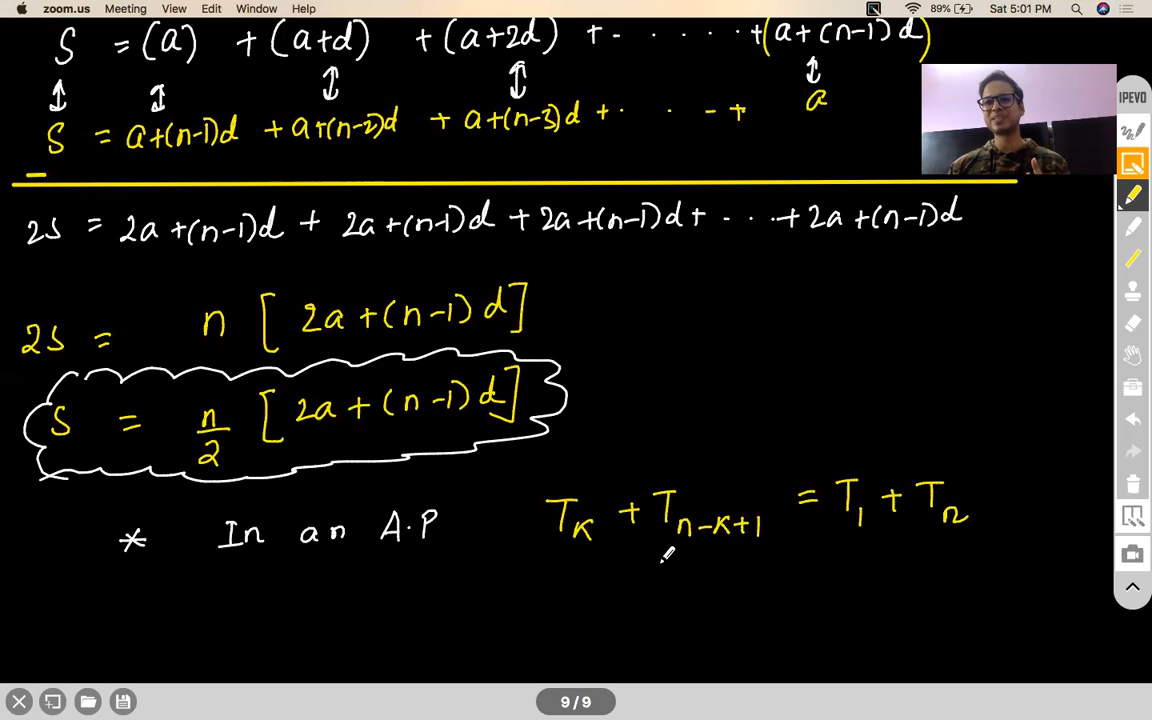 zoom.us Meeting View Edit Window Help 89% Sat 5:01 PM
S = (a) + (a+d) + (a+2d) + - · · · · +(a+(n-1)d)
S = a+(n-1)d + a+(n-2)d + a+(n-3)d + · · · - + a
IPEVO
2S = 2a+(n-1)d + 2a+(n-1)d + 2a+(n-1)d + - · · · + 2a+(n-1)d
2S = n [ 2a+(n-1)d ]
S = n/2 [ 2a+(n-1)d ]
* In an A.P T_K + T_{n-K+1} = T_1 + T_n
9 / 9